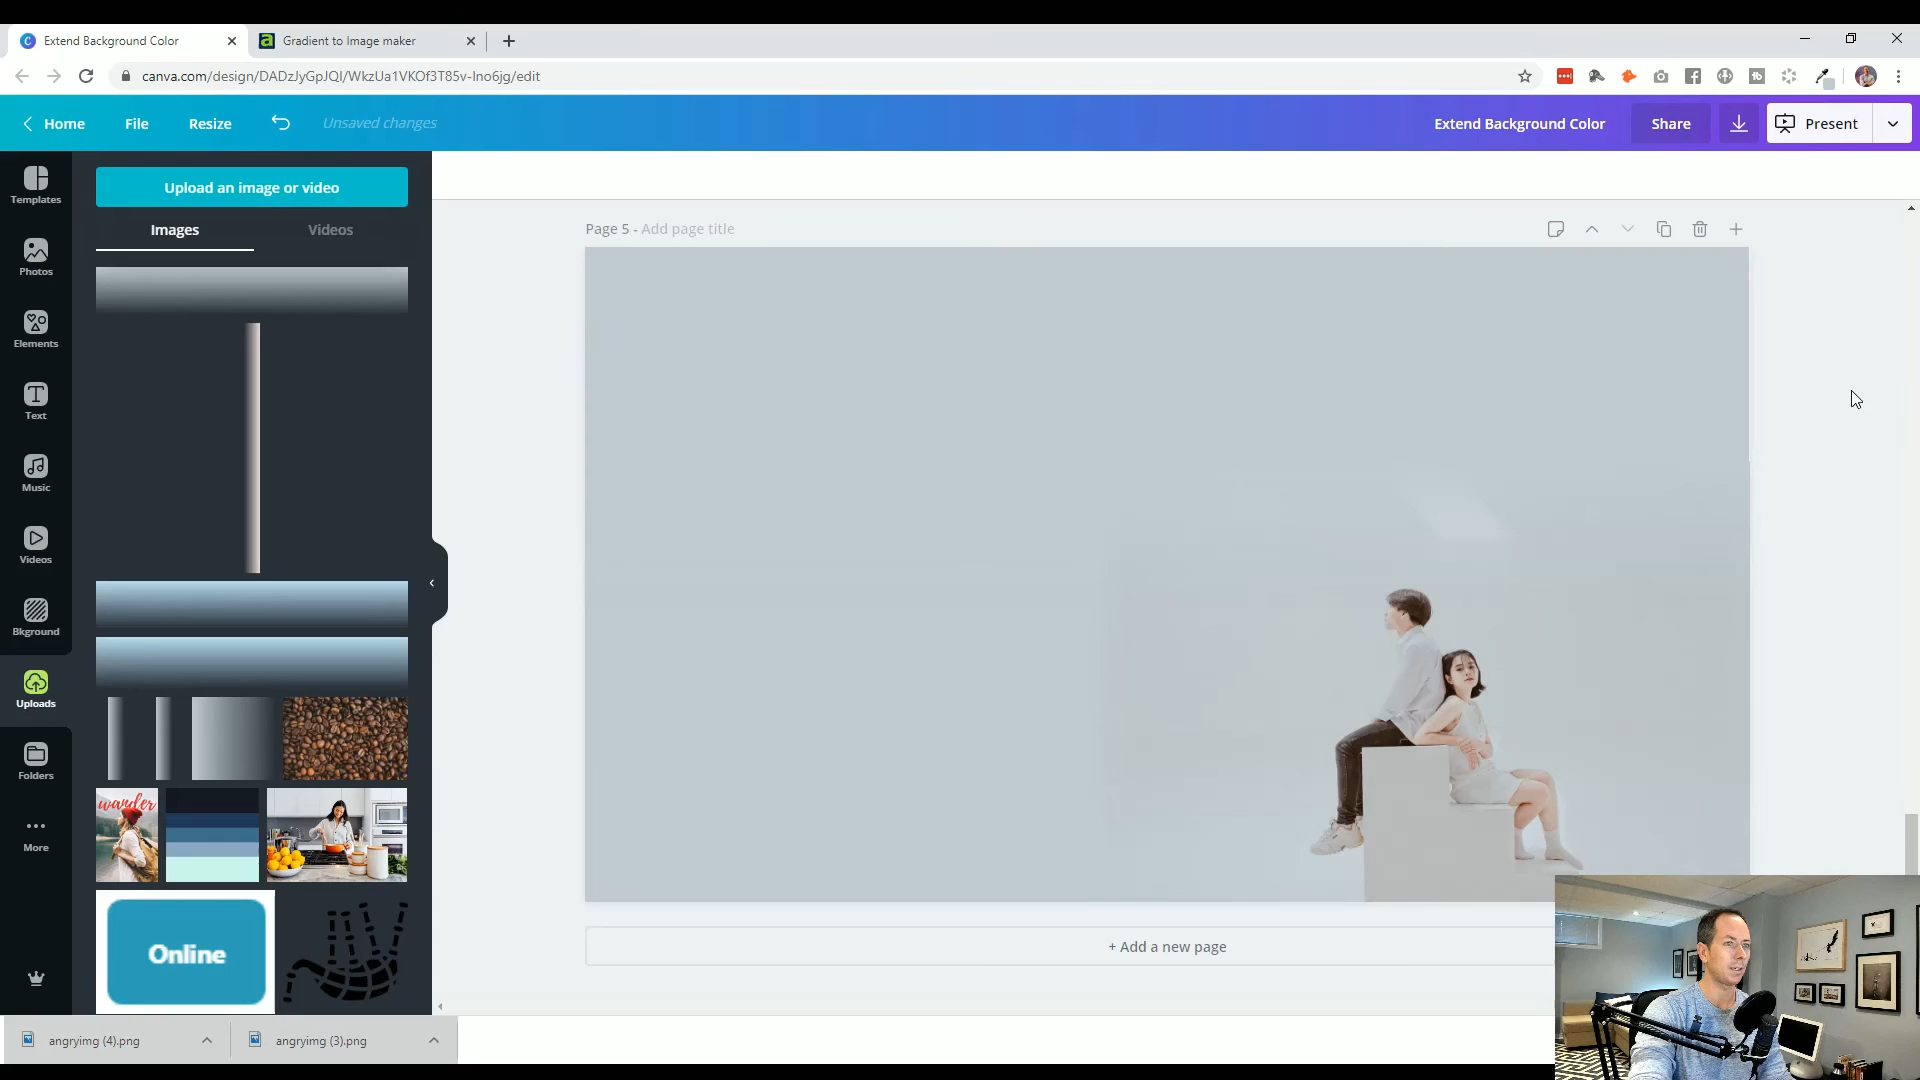 Extend Background Color
Gradient to Image maker
canva.com/design/DADzJyGpJQI/WkzUa1VKOf3T85v-Ino6jg/edit
Home
File
Resize
Unsaved changes
Extend Background Color
Share
Present
Templates
Photos
Elements
Text
Music
Videos
Bkground
Uploads
Folders
More
Upload an image or video
Images
Videos
wander
Online
Page 5 - Add page title
+ Add a new page
angryimg (4).png
angryimg (3).png